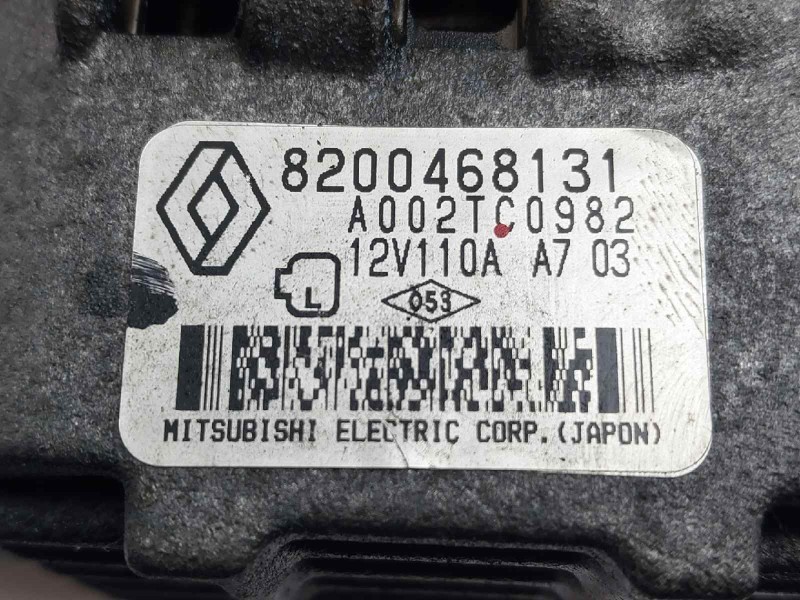 8200468131
A002TC0982
12V110A A7 03
L
053
MITSUBISHI ELECTRIC CORP.(JAPON)